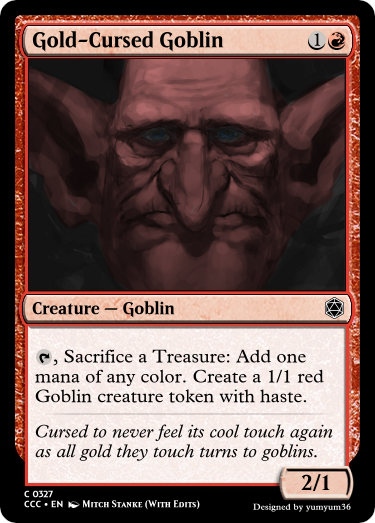 Gold-Cursed Goblin 1
Creature — Goblin
, Sacrifice a Treasure: Add one
mana of any color. Create a 1/1 red
Goblin creature token with haste.
Cursed to never feel its cool touch again
as all gold they touch turns to goblins.
2/1
C 0327
CCC • EN Mitch Stanke (With Edits)
Designed by yumyum36